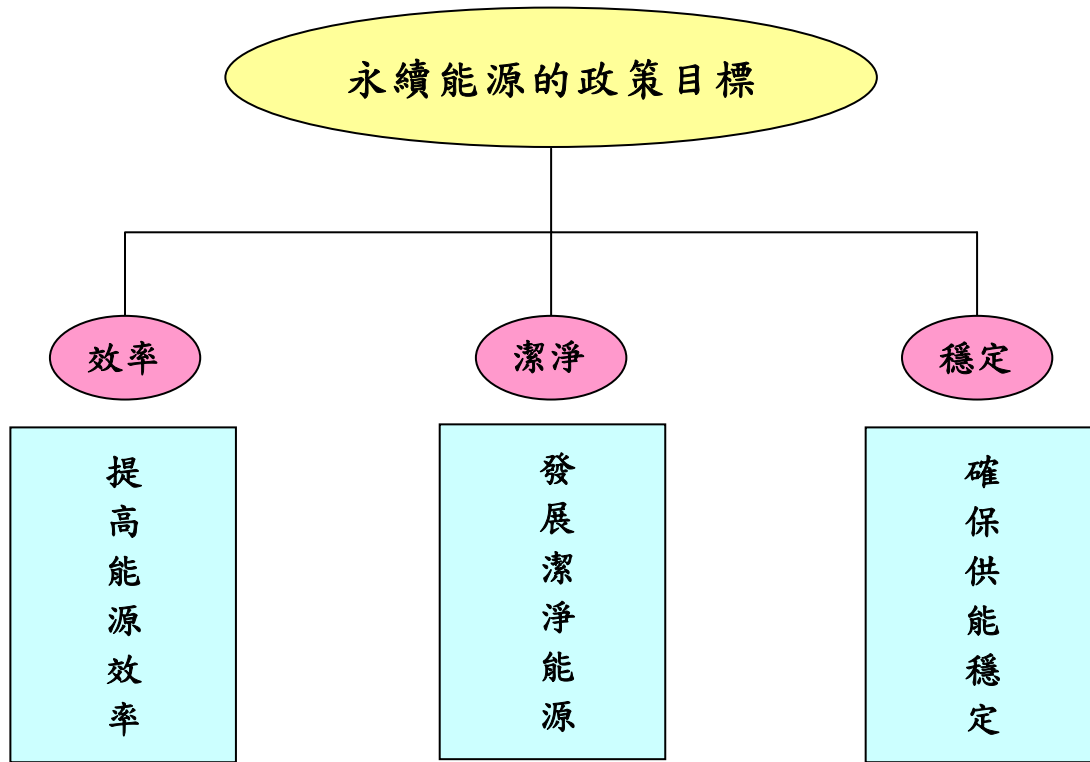 永續能源的政策目標
效率
潔淨
穩定
提高能源效率
發展潔淨能源
確保供能穩定